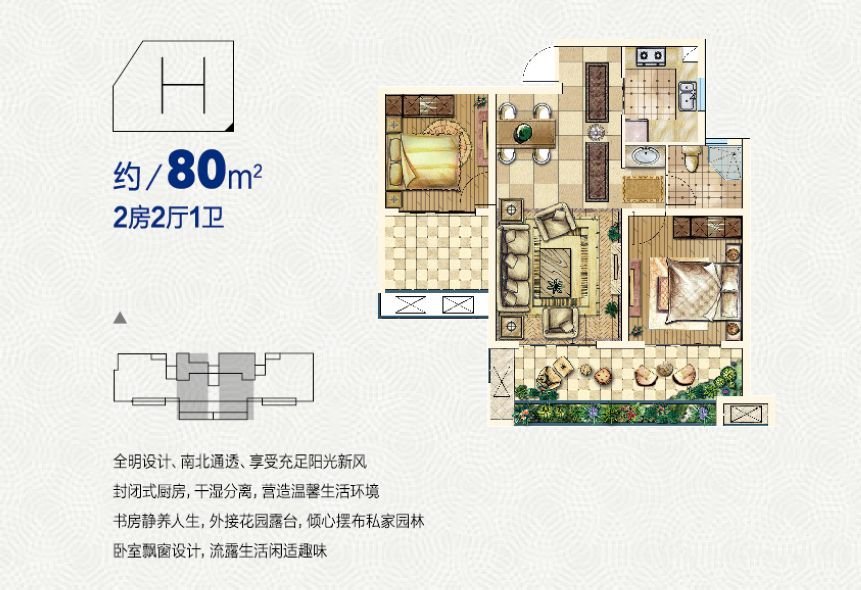 H
约/80m²
2房2厅1卫
全明设计、南北通透、享受充足阳光新风
封闭式厨房,干湿分离,营造温馨生活环境
书房静养人生,外接花园露台,倾心摆布私家园林
卧室飘窗设计,流露生活闲适趣味